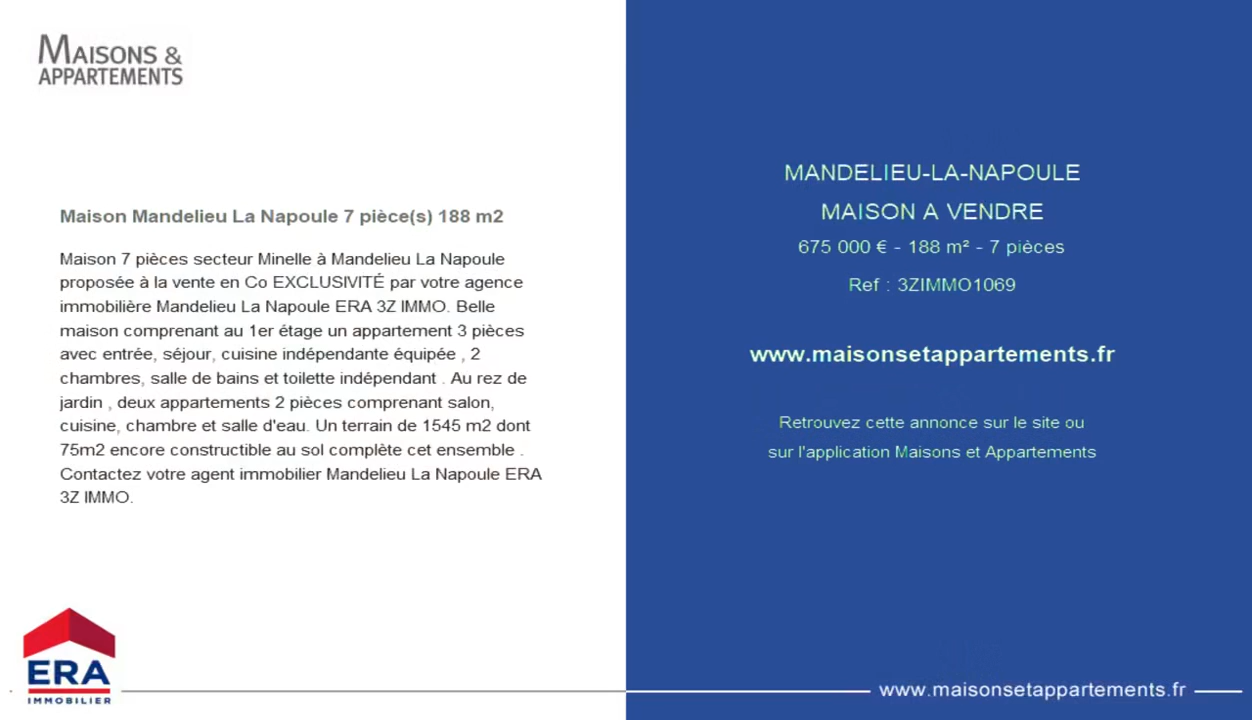 MAISONS &
APPARTEMENTS
Maison Mandelieu La Napoule 7 pièce(s) 188 m2
Maison 7 pièces secteur Minelle à Mandelieu La Napoule
proposée à la vente en Co EXCLUSIVITÉ par votre agence
immobilière Mandelieu La Napoule ERA 3Z IMMO. Belle
maison comprenant au 1er étage un appartement 3 pièces
avec entrée, séjour, cuisine indépendante équipée , 2
chambres, salle de bains et toilette indépendant . Au rez de
jardin , deux appartements 2 pièces comprenant salon,
cuisine, chambre et salle d'eau. Un terrain de 1545 m2 dont
75m2 encore constructible au sol complète cet ensemble .
Contactez votre agent immobilier Mandelieu La Napoule ERA
3Z IMMO.
ERA
IMMOBILIER
MANDELIEU-LA-NAPOULE
MAISON A VENDRE
675 000 € - 188 m² - 7 pièces
Ref : 3ZIMMO1069
www.maisonsetappartements.fr
Retrouvez cette annonce sur le site ou
sur l'application Maisons et Appartements
www.maisonsetappartements.fr